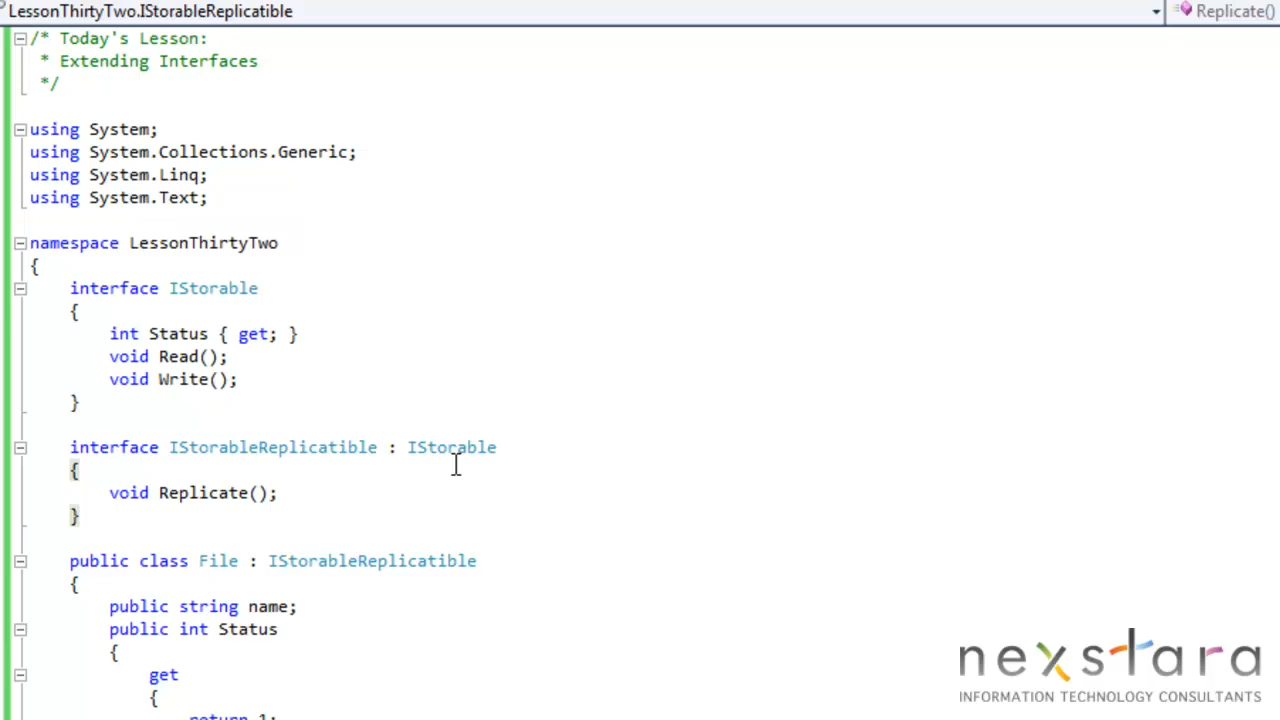 LessonThirtyTwo.IStorableReplicatible
Replicate()
/* Today's Lesson:
* Extending Interfaces
*/
using System;
using System.Collections.Generic;
using System.Linq;
using System.Text;
namespace LessonThirtyTwo
{
interface IStorable
{
int Status { get; }
void Read();
void Write();
}
interface IStorableReplicatible : IStorable
{
void Replicate();
}
public class File : IStorableReplicatible
{
public string name;
public int Status
{
get
{
return 1;
nexstara
INFORMATION TECHNOLOGY CONSULTANTS